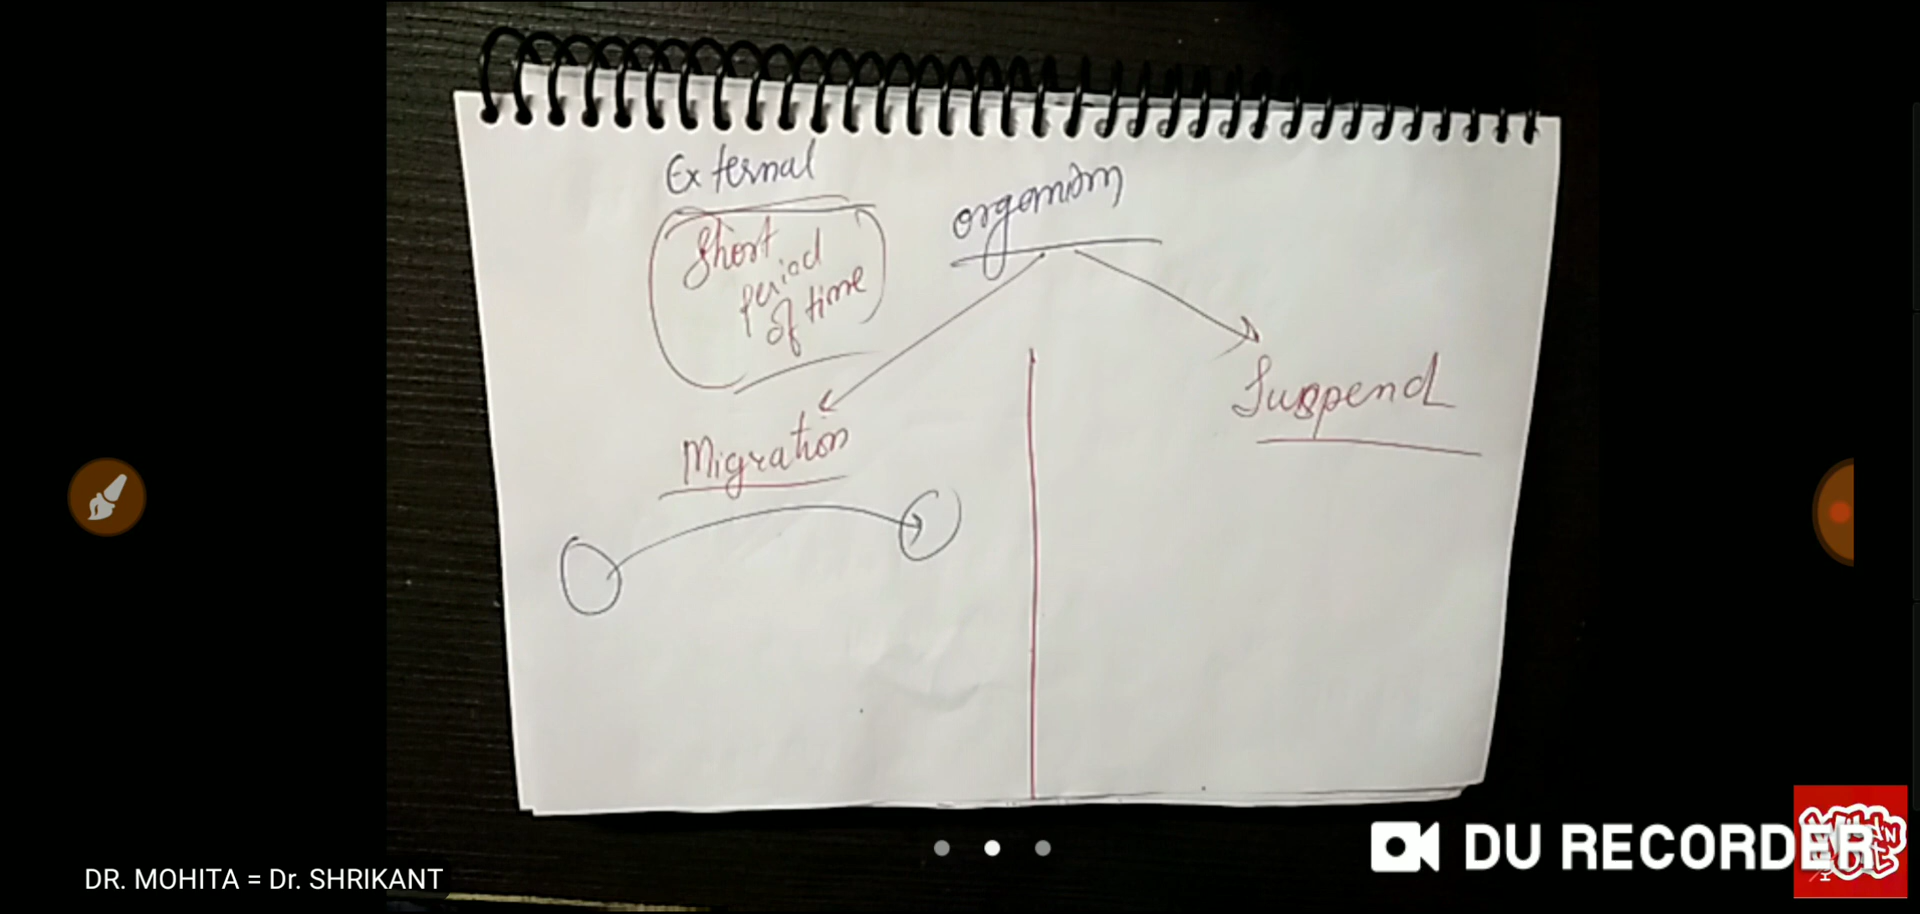 External
Short
period
of time
organism
Migration
Suspend
DR. MOHITA = Dr. SHRIKANT
DU RECORDER